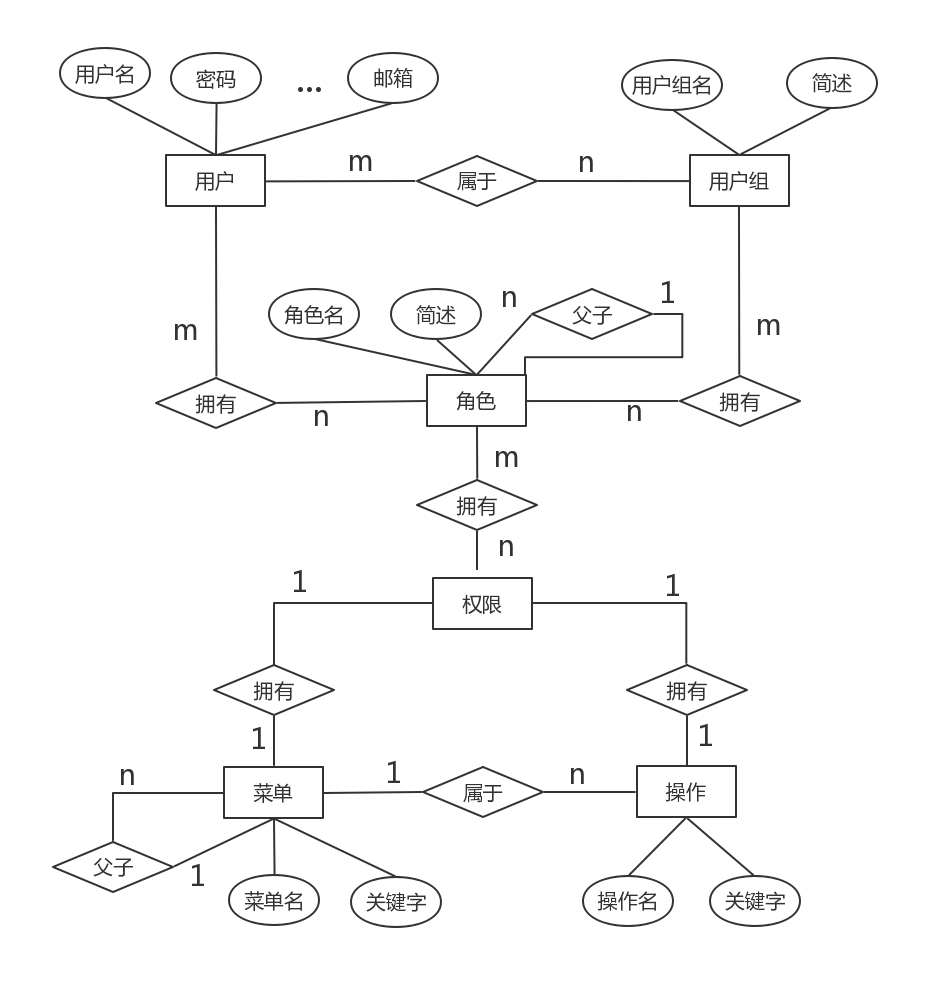 用户名
密码
...
邮箱
用户组名
简述
用户
m
属于
n
用户组
m
m
角色名
简述
n
父子
1
拥有
n
角色
n
拥有
m
拥有
n
1
权限
1
拥有
拥有
1
1
n
菜单
1
属于
n
操作
父子
1
菜单名
关键字
操作名
关键字